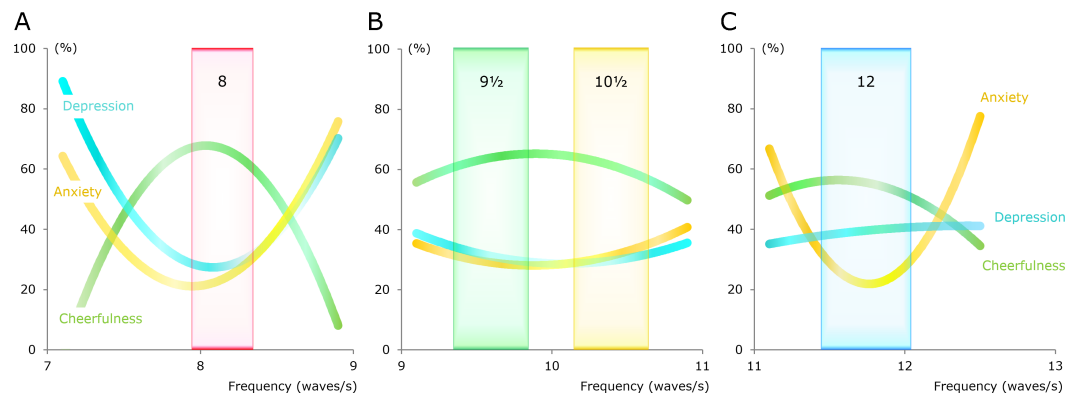 A
(%)
100
80
60
40
20
0
Depression
Anxiety
Cheerfulness
8
7
8
9
Frequency (waves/s)
B
(%)
100
80
60
40
20
0
9½
10½
9
10
11
Frequency (waves/s)
C
(%)
100
80
60
40
20
0
12
Anxiety
Depression
Cheerfulness
11
12
13
Frequency (waves/s)